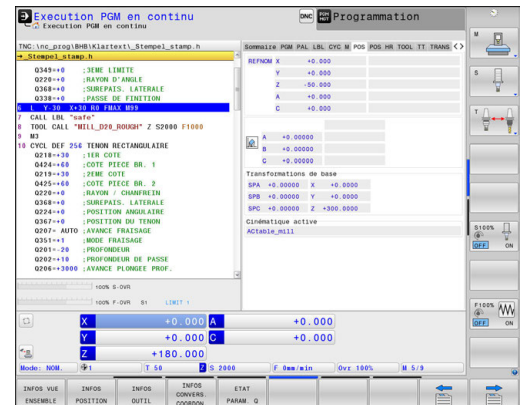 Execution PGM en continu
Execution PGM en continu
DNC
Programmation
TNC:\nc_prog\BHB\Klartext\_Stempel_stamp.h
→_Stempel_stamp.h
Q349=+0 ;3EME LIMITE
Q220=+0 ;RAYON D'ANGLE
Q368=+0 ;SUREPAIS. LATERALE
Q338=+0 ;PASSE DE FINITION
6 L Y-30 X+30 R0 FMAX M99
7 CALL LBL "safe"
8 TOOL CALL "MILL_D20_ROUGH" Z S2000 F1000
9 M3
10 CYCL DEF 256 TENON RECTANGULAIRE
Q218=+30 ;1ER COTE
Q424=+60 ;COTE PIECE BR. 1
Q219=+30 ;2EME COTE
Q425=+60 ;COTE PIECE BR. 2
Q220=+0 ;RAYON / CHANFREIN
Q368=+0 ;SUREPAIS. LATERALE
Q224=+0 ;POSITION ANGULAIRE
Q367=+0 ;POSITION DU TENON
Q207= AUTO ;AVANCE FRAISAGE
Q351=+1 ;MODE FRAISAGE
Q201=-20 ;PROFONDEUR
Q202=+10 ;PROFONDEUR DE PASSE
Q206=+3000 ;AVANCE PLONGEE PROF.
Sommaire PGM PAL LBL CYC M POS POS HR TOOL TT TRANS
REFNOM X +0.000
Y +0.000
Z -50.000
A +0.000
C +0.000
A +0.00000
B +0.00000
C +0.00000
Transformations de base
SPA +0.00000 X +0.0000
SPB +0.00000 Y +0.0000
SPC +0.00000 Z +300.0000
Cinématique active
ACtable_mill
100% S-OVR
100% F-OVR S1 LIMIT 1
X +0.000 A +0.000
Y +0.000 C +0.000
Z +180.000
Mode: NOM. 1 T 50 Z S 2000 F 0mm/min Ovr 100% M 5/9
INFOS VUE ENSEMBLE
INFOS POSITION
INFOS OUTIL
INFOS CONVERS. COORDON.
ETAT PARAM. Q
M
S
T
S100%
OFF ON
F100%
OFF ON